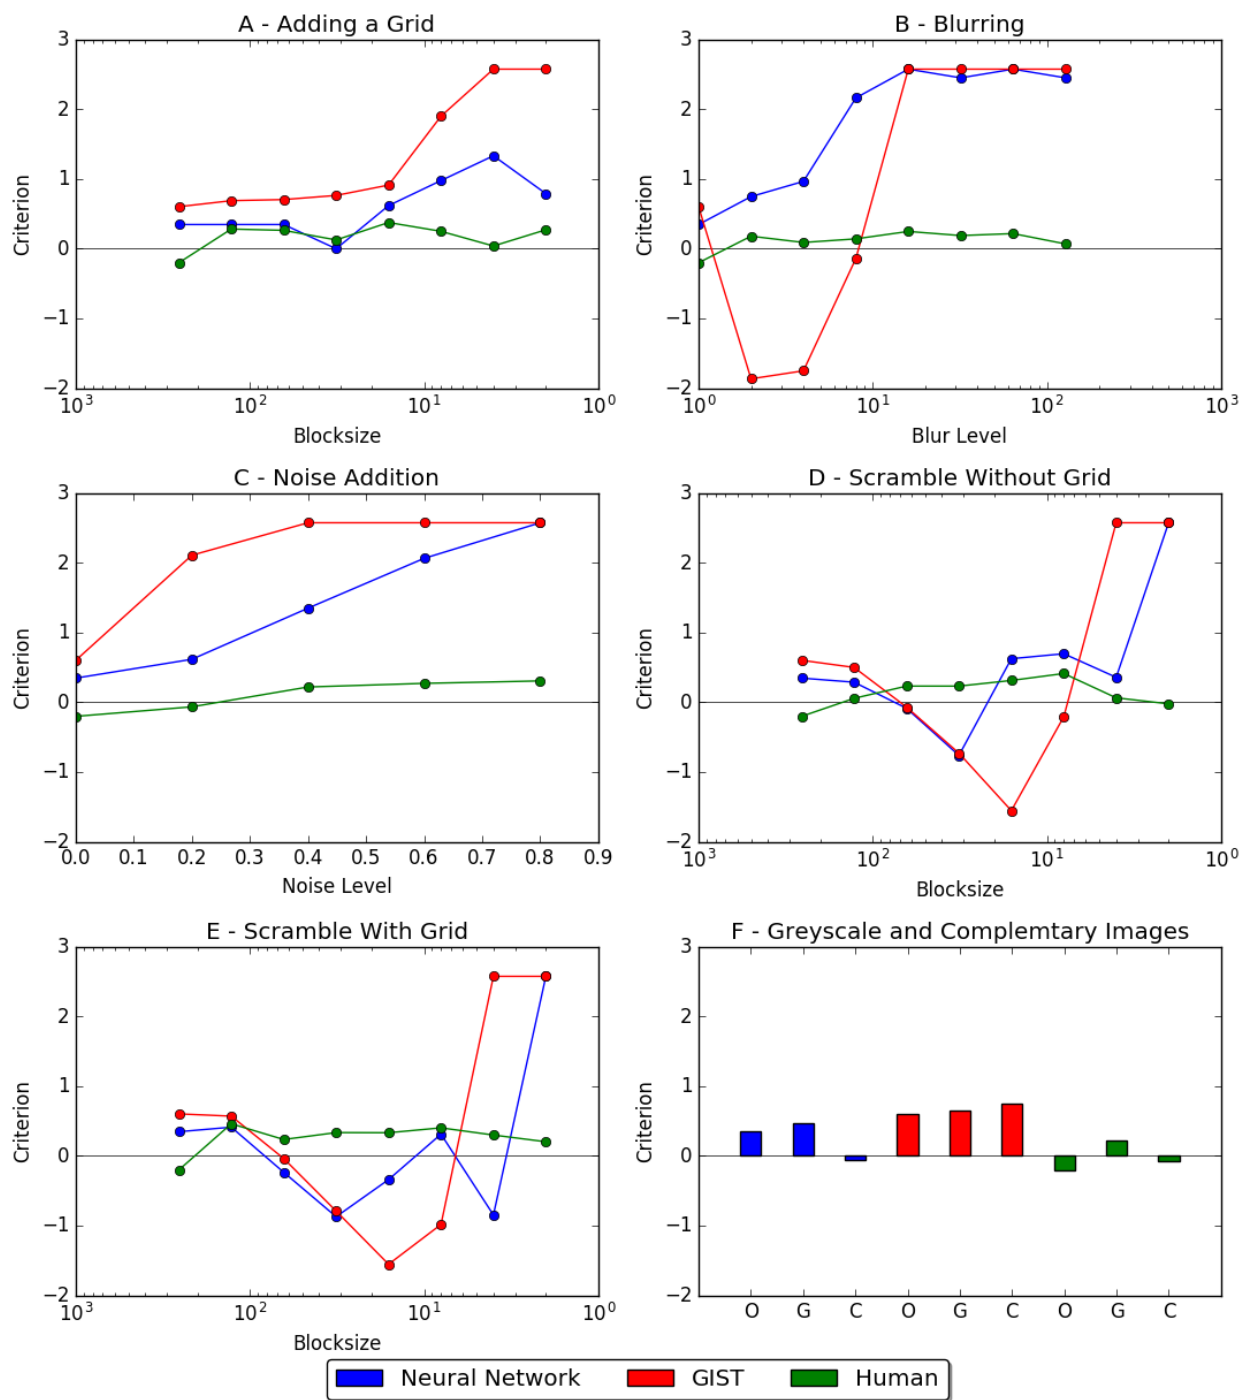 A - Adding a Grid
3
2
1
0
−1
−2
Criterion
10³ 10² 10¹ 10⁰
Blocksize
B - Blurring
3
2
1
0
−1
−2
Criterion
10⁰ 10¹ 10² 10³
Blur Level
C - Noise Addition
3
2
1
0
−1
−2
Criterion
0.0 0.1 0.2 0.3 0.4 0.5 0.6 0.7 0.8 0.9
Noise Level
D - Scramble Without Grid
3
2
1
0
−1
−2
Criterion
10³ 10² 10¹ 10⁰
Blocksize
E - Scramble With Grid
3
2
1
0
−1
−2
Criterion
10³ 10² 10¹ 10⁰
Blocksize
F - Greyscale and Complemtary Images
3
2
1
0
−1
−2
Criterion
O G C O G C O G C
Neural Network GIST Human